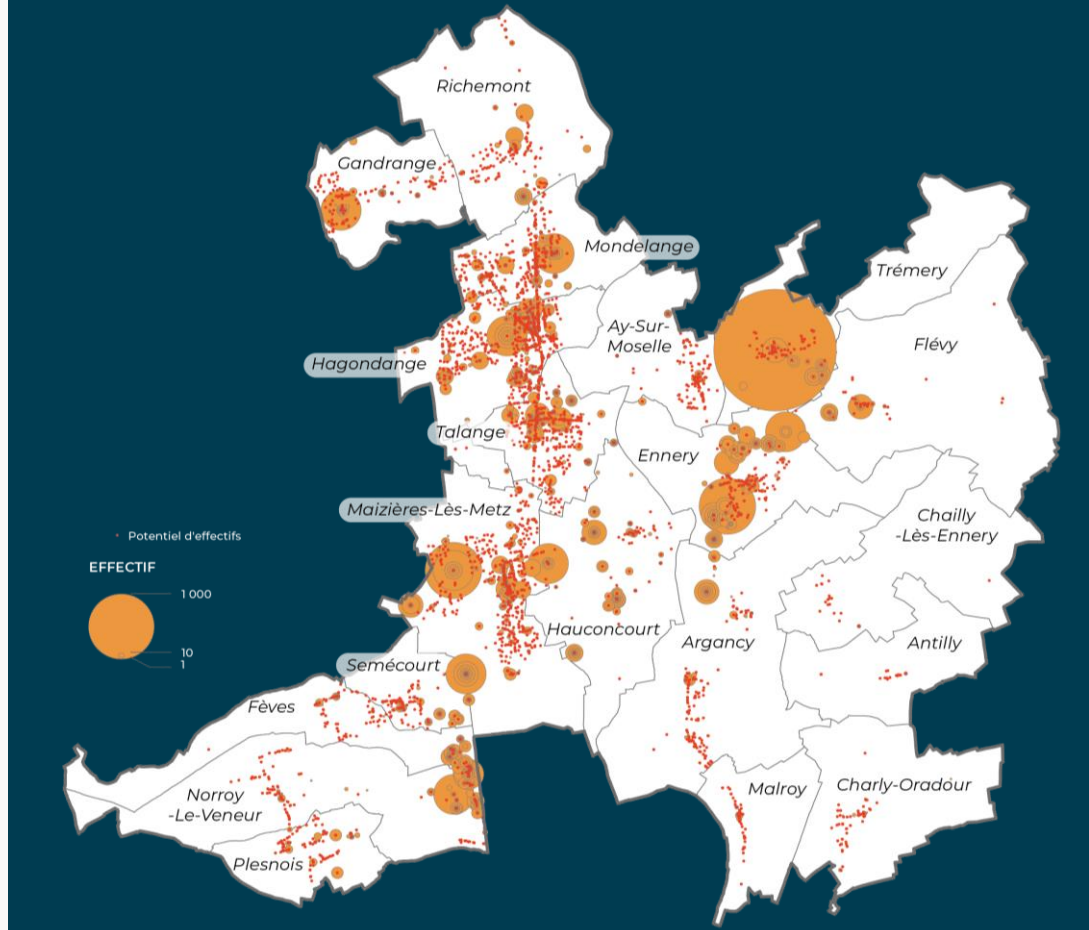 Richemont
Gandrange
Mondelange
Trémery
Ay-Sur-
Moselle
Flévy
Hagondange
Talange
Ennery
Maizières-Lès-Metz
Chailly
-Lès-Ennery
Potentiel d'effectifs
EFFECTIF
1 000
10
1
Hauconcourt
Argancy
Antilly
Semécourt
Fèves
Norroy
-Le-Veneur
Malroy
Charly-Oradour
Plesnois